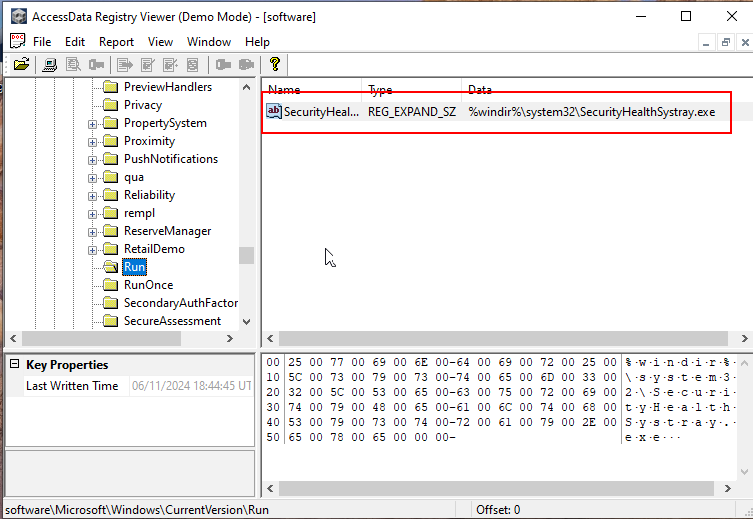 AccessData Registry Viewer (Demo Mode) - [software]
File Edit Report View Window Help
PreviewHandlers
Privacy
PropertySystem
Proximity
PushNotifications
qua
Reliability
rempl
ReserveManager
RetailDemo
Run
RunOnce
SecondaryAuthFactor
SecureAssessment
Name Type Data
SecurityHeal... REG_EXPAND_SZ %windir%\system32\SecurityHealthSystray.exe
Key Properties
Last Written Time 06/11/2024 18:44:45 UT
00 25 00 77 00 69 00 6E 00-64 00 69 00 72 00 25 00 %·w·i·n·d·i·r·%·
10 5C 00 73 00 79 00 73 00-74 00 65 00 6D 00 33 00 \·s·y·s·t·e·m·3·
20 32 00 5C 00 53 00 65 00-63 00 75 00 72 00 69 00 2·\·S·e·c·u·r·i·
30 74 00 79 00 48 00 65 00-61 00 6C 00 74 00 68 00 t·y·H·e·a·l·t·h·
40 53 00 79 00 73 00 74 00-72 00 61 00 79 00 2E 00 S·y·s·t·r·a·y·.·
50 65 00 78 00 65 00 00 00- e·x·e···
software\Microsoft\Windows\CurrentVersion\Run Offset: 0